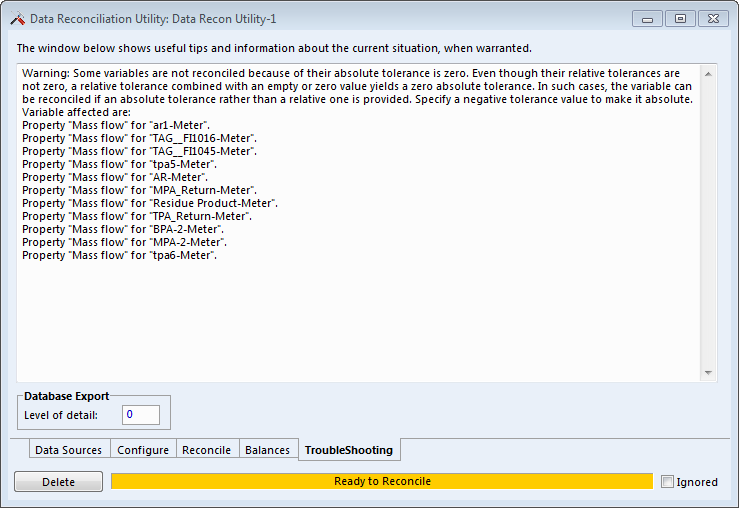 Data Reconciliation Utility: Data Recon Utility-1
The window below shows useful tips and information about the current situation, when warranted.
Warning: Some variables are not reconciled because of their absolute tolerance is zero. Even though their relative tolerances are
not zero, a relative tolerance combined with an empty or zero value yields a zero absolute tolerance. In such cases, the variable can
be reconciled if an absolute tolerance rather than a relative one is provided. Specify a negative tolerance value to make it absolute.
Variable affected are:
Property "Mass flow" for "ar1-Meter".
Property "Mass flow" for "TAG__FI1016-Meter".
Property "Mass flow" for "TAG__FI1045-Meter".
Property "Mass flow" for "tpa5-Meter".
Property "Mass flow" for "AR-Meter".
Property "Mass flow" for "MPA_Return-Meter".
Property "Mass flow" for "Residue Product-Meter".
Property "Mass flow" for "TPA_Return-Meter".
Property "Mass flow" for "BPA-2-Meter".
Property "Mass flow" for "MPA-2-Meter".
Property "Mass flow" for "tpa6-Meter".
Database Export
Level of detail: 0
Data Sources Configure Reconcile Balances TroubleShooting
Delete Ready to Reconcile Ignored